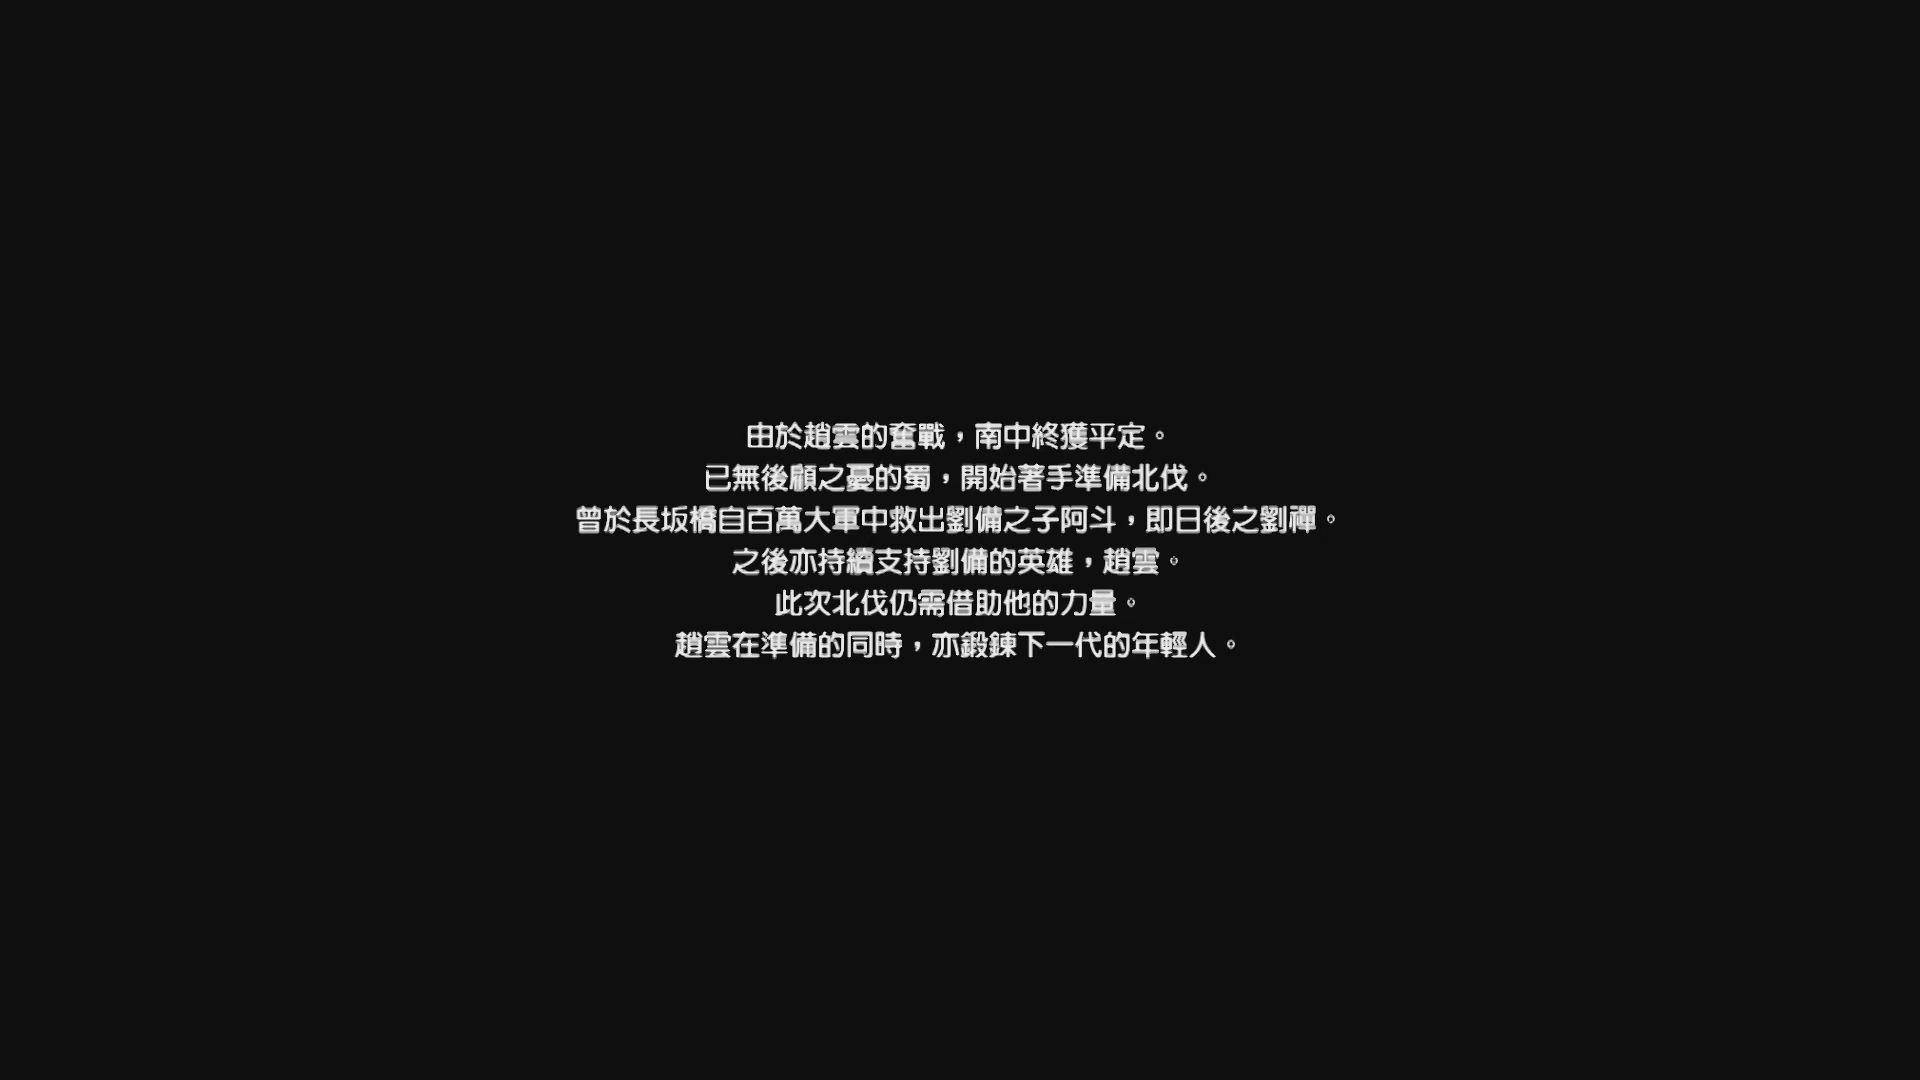 由於趙雲的奮戰，南中終獲平定。
已無後顧之憂的蜀，開始著手準備北伐。
曾於長坂橋自百萬大軍中救出劉備之子阿斗，即日後之劉禪。
之後亦持續支持劉備的英雄，趙雲。
此次北伐仍需借助他的力量。
趙雲在準備的同時，亦鍛鍊下一代的年輕人。